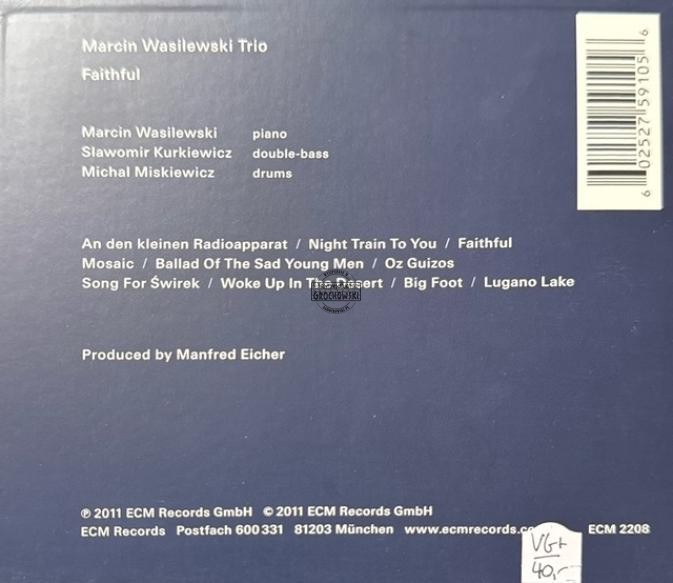 Marcin Wasilewski Trio
Faithful
Marcin Wasilewski piano
Slawomir Kurkiewicz double-bass
Michal Miskiewicz drums
An den kleinen Radioapparat / Night Train To You / Faithful
Mosaic / Ballad Of The Sad Young Men / Oz Guizos
Song For Świrek / Woke Up In The Desert / Big Foot / Lugano Lake
GROCHOWSKI
Produced by Manfred Eicher
℗ 2011 ECM Records GmbH © 2011 ECM Records GmbH
ECM Records Postfach 600 331 81203 München www.ecmrecords.c ECM 2208
VG+
40,-
6 02527 59105 6